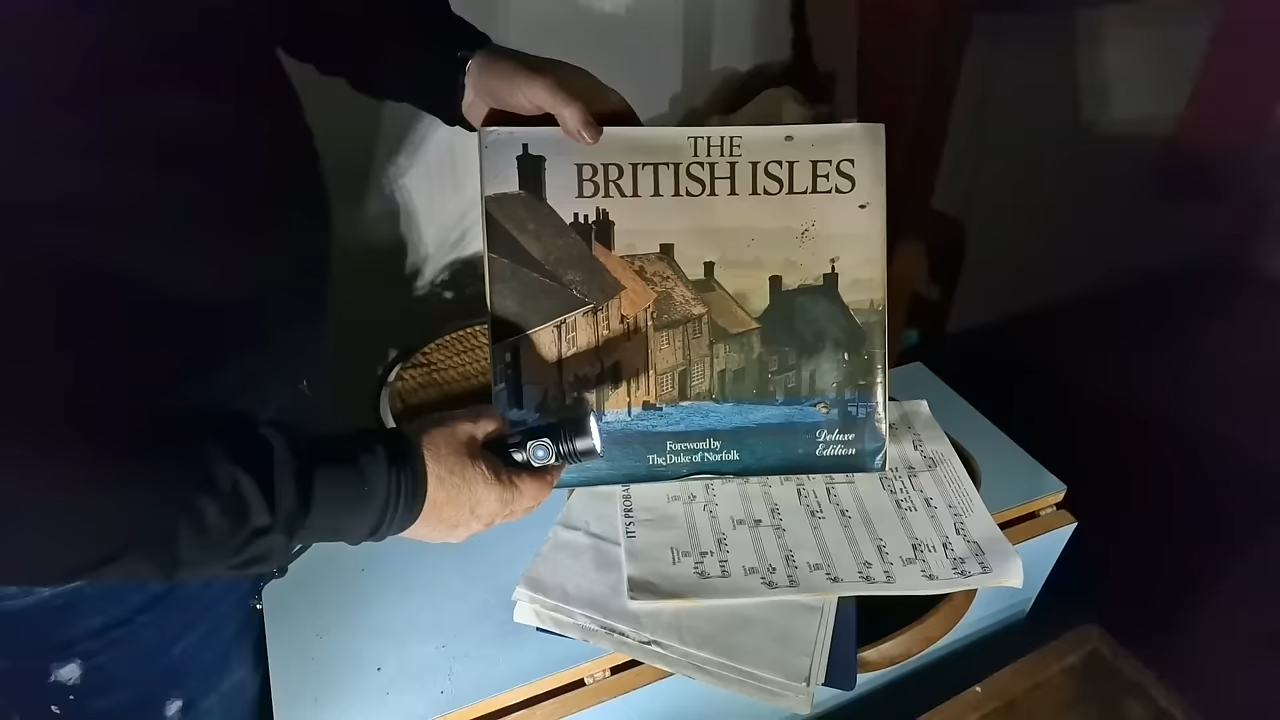 THE
BRITISH ISLES
Foreword by
The Duke of Norfolk
Deluxe
Edition
IT'S PROBA